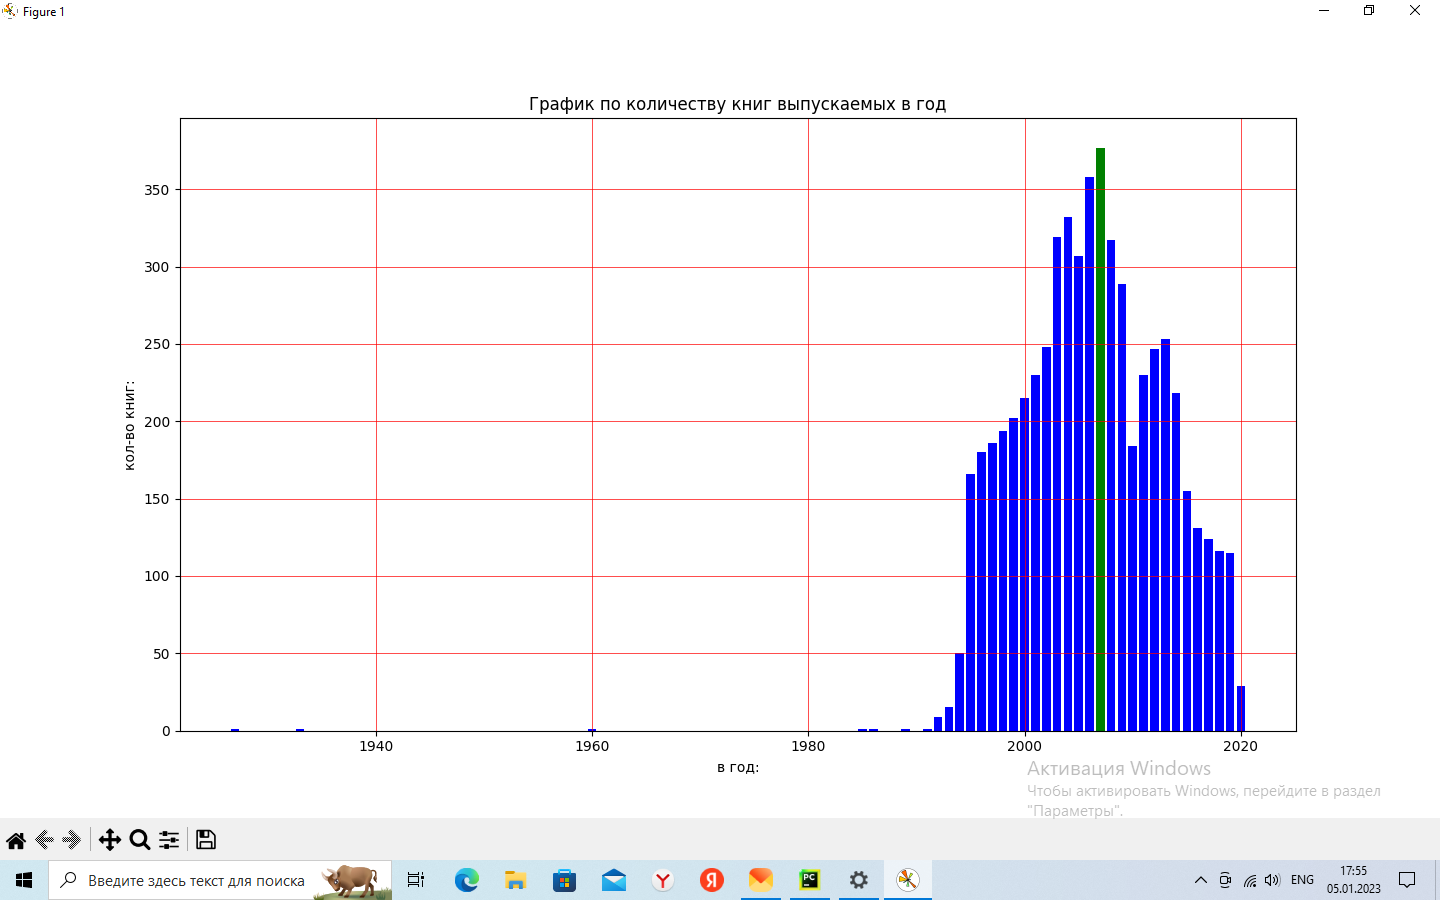 Figure 1
График по количеству книг выпускаемых в год
350
300
250
200
150
100
50
0
кол-во книг:
1940 1960 1980 2000 2020
в год:
Активация Windows
Чтобы активировать Windows, перейдите в раздел
"Параметры".
Введите здесь текст для поиска
Y
Я
PC
ENG
17:55
05.01.2023